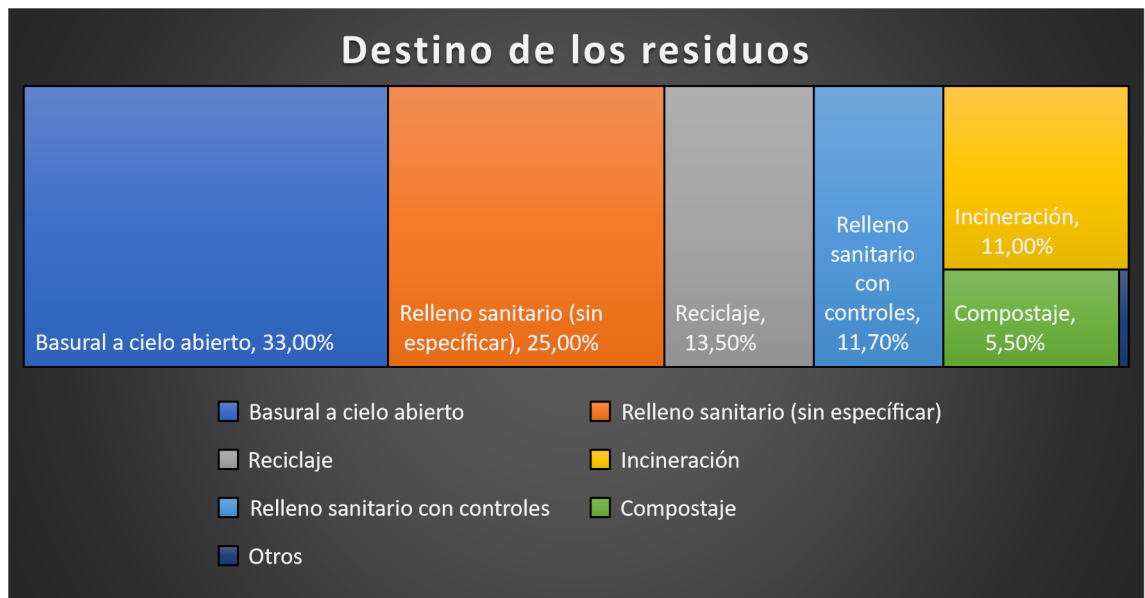 Destino de los residuos
Basural a cielo abierto, 33,00%
Relleno sanitario (sin
específicar), 25,00%
Reciclaje,
13,50%
Relleno
sanitario
con
controles,
11,70%
Incineración,
11,00%
Compostaje,
5,50%
Basural a cielo abierto
Relleno sanitario (sin específicar)
Reciclaje
Incineración
Relleno sanitario con controles
Compostaje
Otros